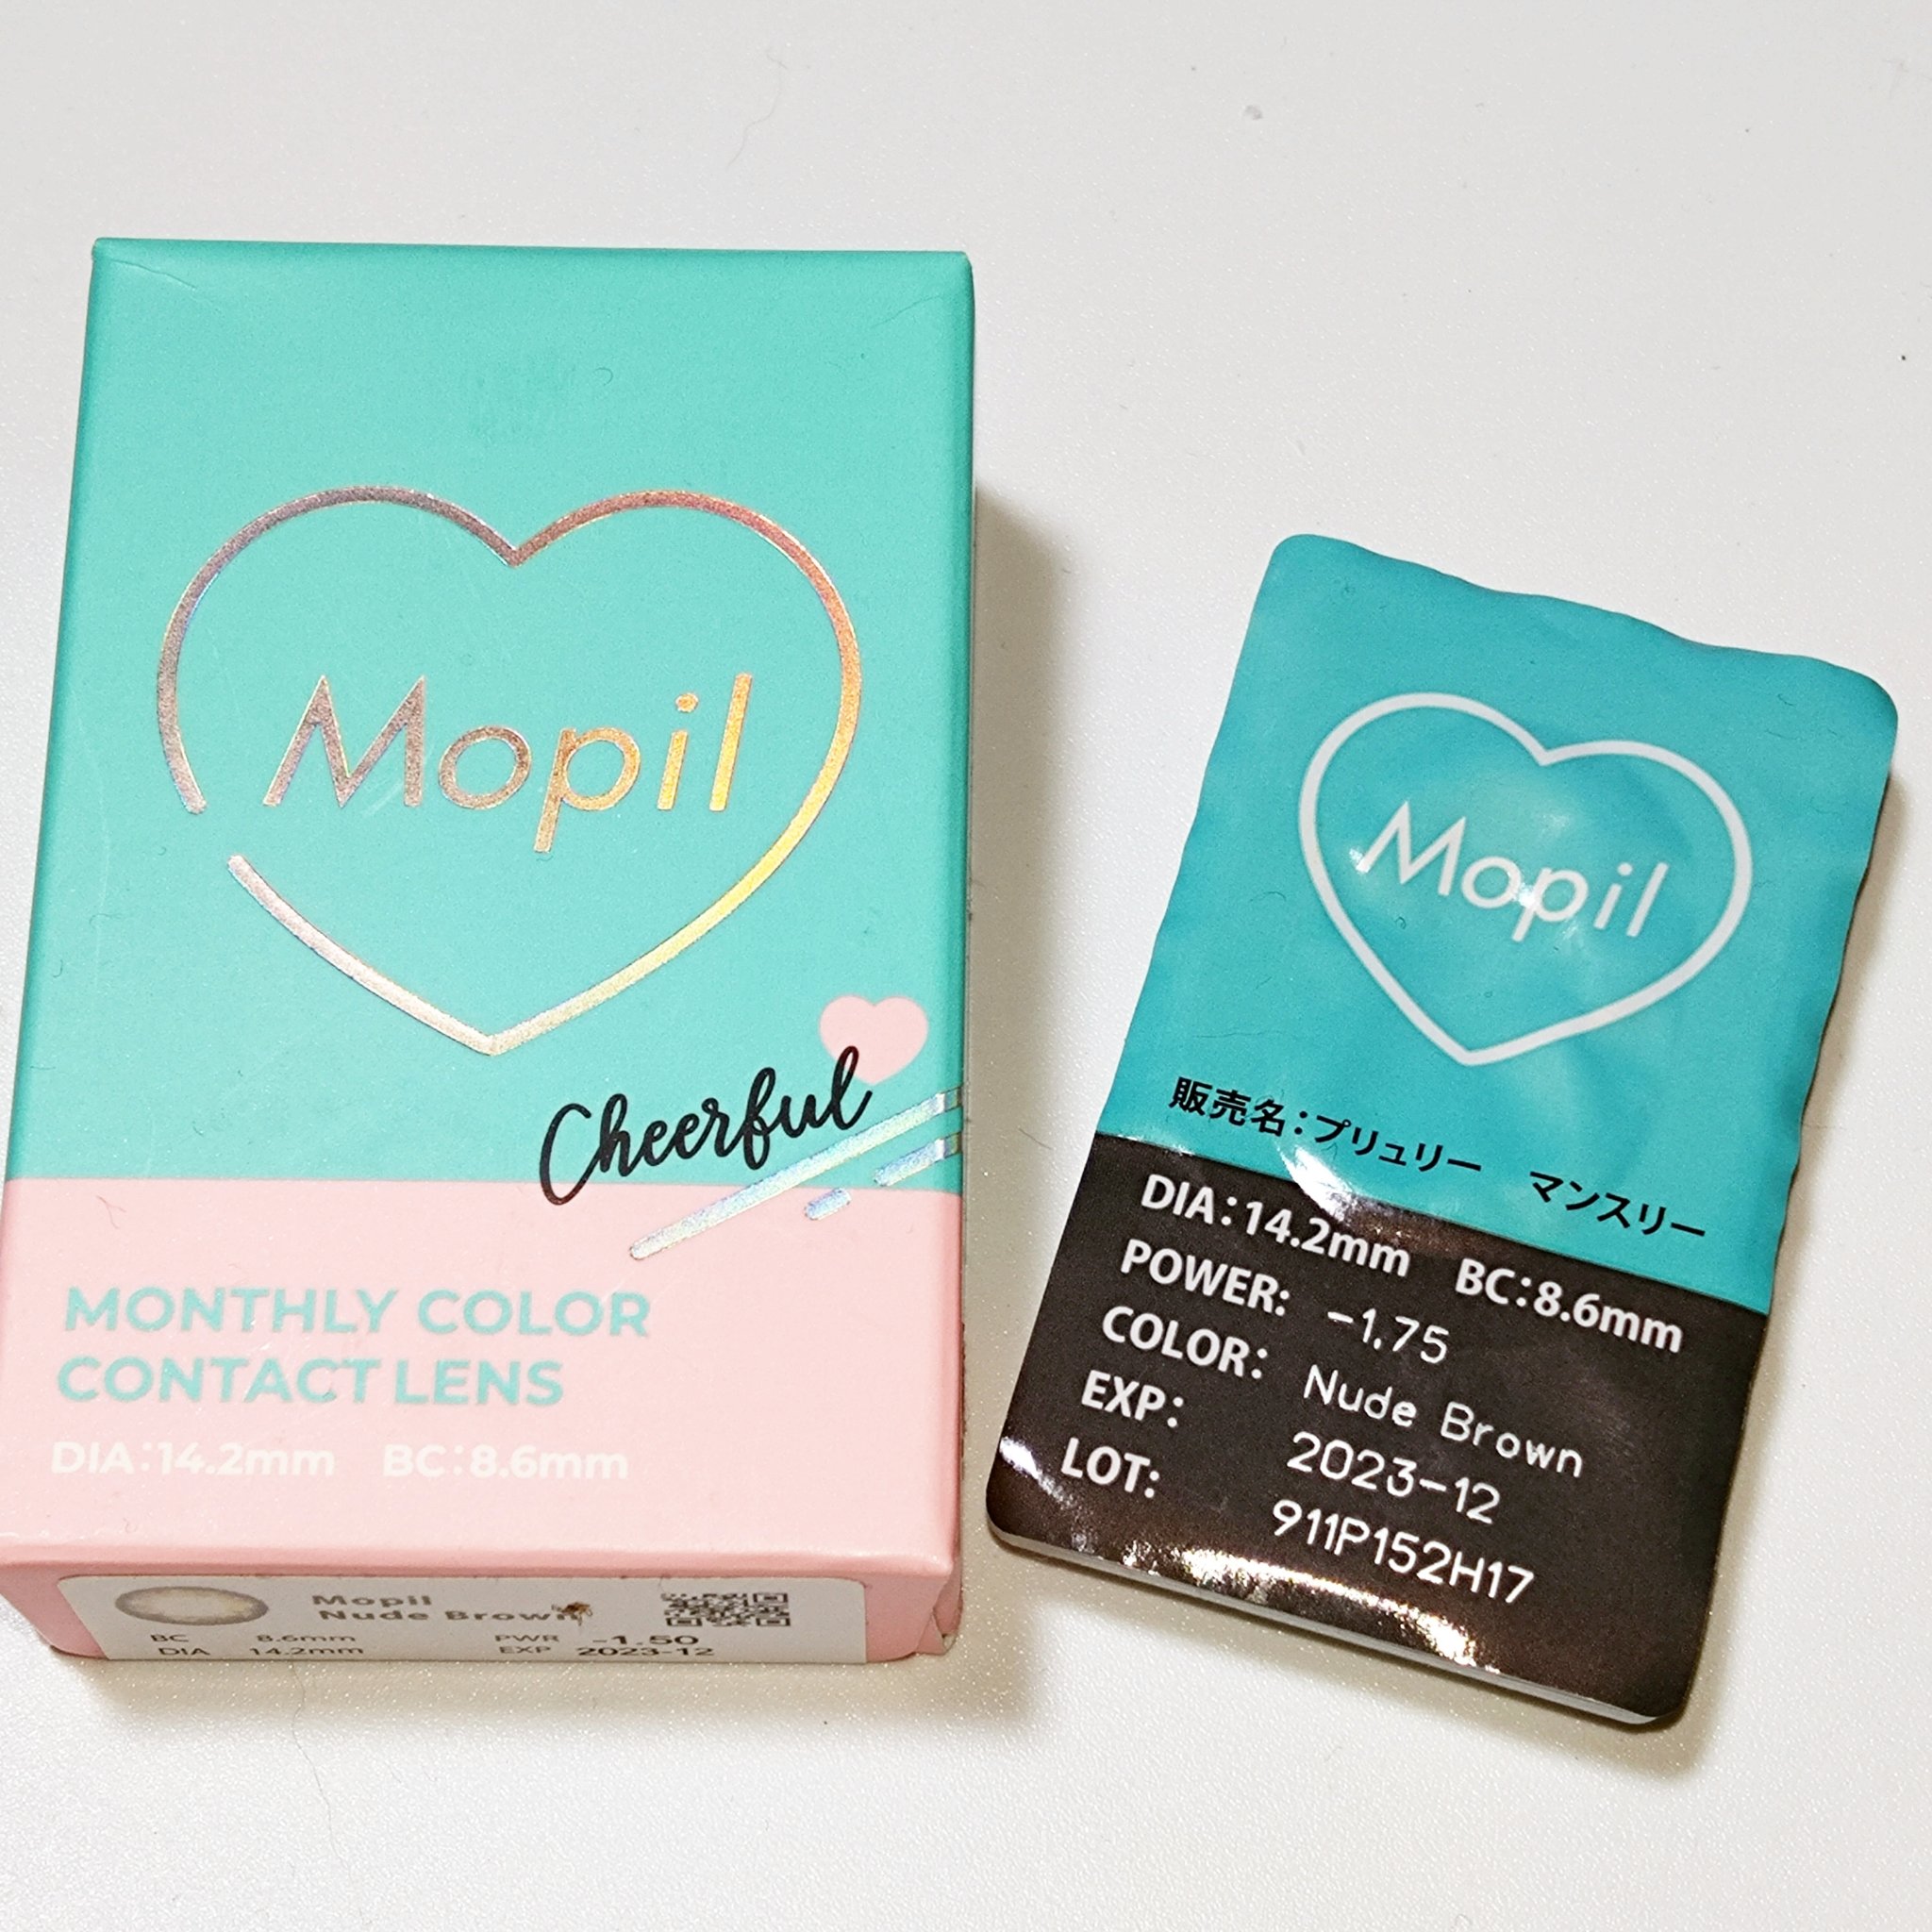 Mopil
Cheerful
MONTHLY COLOR
CONTACT LENS
DIA:14.2mm BC:8.6mm
Mopil
Nude Brown
BC 8.6mm PWR -1.50
DIA 14.2mm EXP 2023-12
Mopil
販売名:プリュリー マンスリー
DIA:14.2mm BC:8.6mm
POWER: -1.75
COLOR: Nude Brown
EXP: 2023-12
LOT: 911P152H17